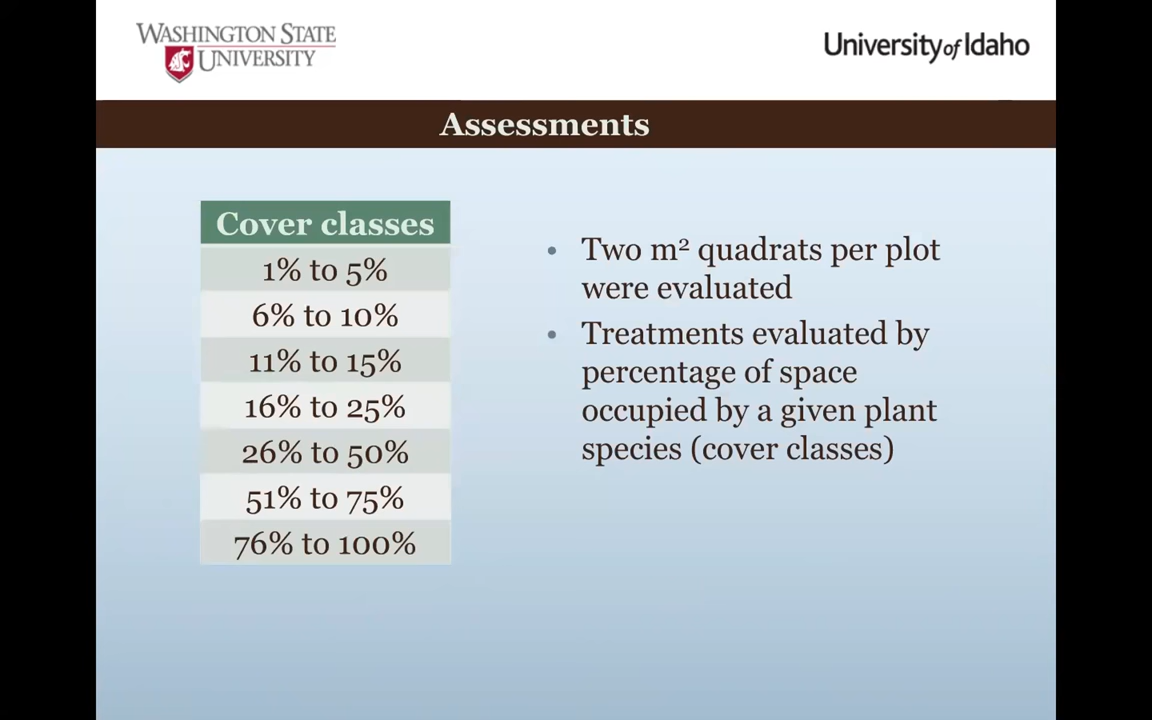 WASHINGTON STATE
UNIVERSITY
University of Idaho
Assessments
Cover classes
1% to 5%
6% to 10%
11% to 15%
16% to 25%
26% to 50%
51% to 75%
76% to 100%
• Two m² quadrats per plot
were evaluated
• Treatments evaluated by
percentage of space
occupied by a given plant
species (cover classes)